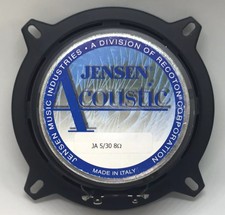 JENSEN MUSIC INDUSTRIES • A DIVISION OF RECOTON CORPORATION
JENSEN
Acoustic
JA 5/30 8Ω
MADE IN ITALY